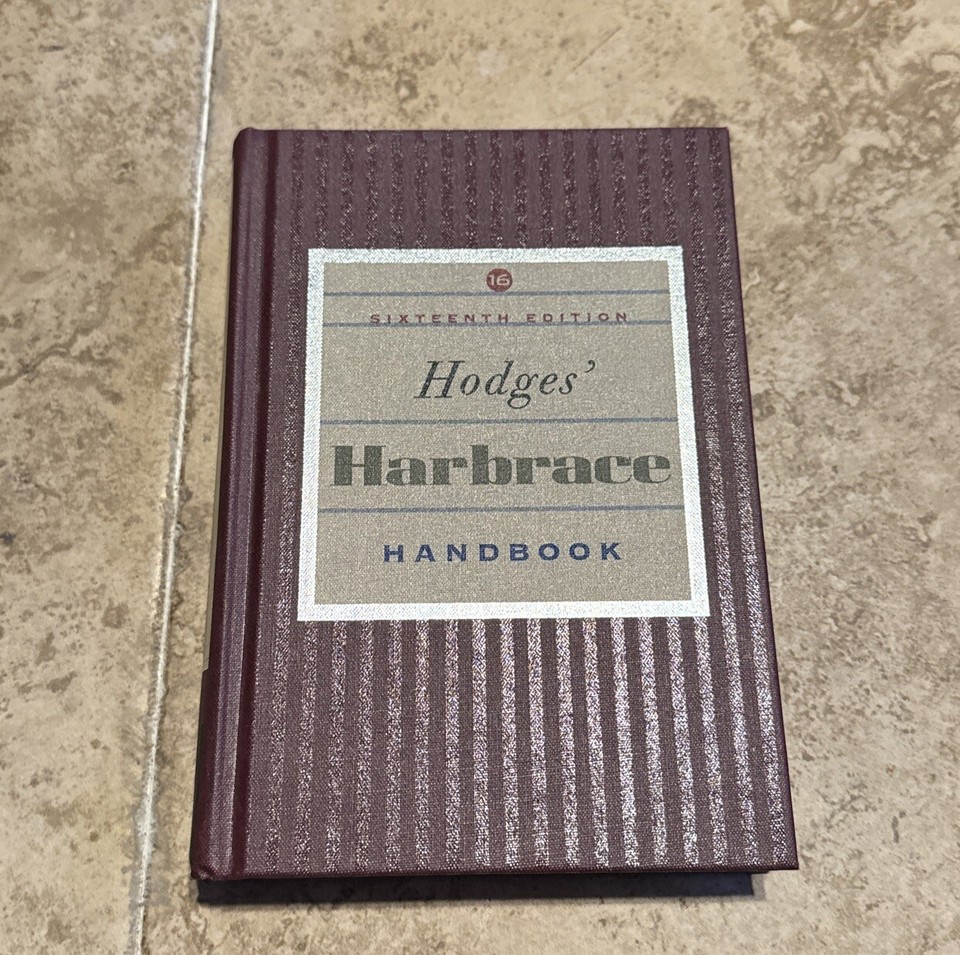 16
SIXTEENTH EDITION
Hodges’
Harbrace
HANDBOOK